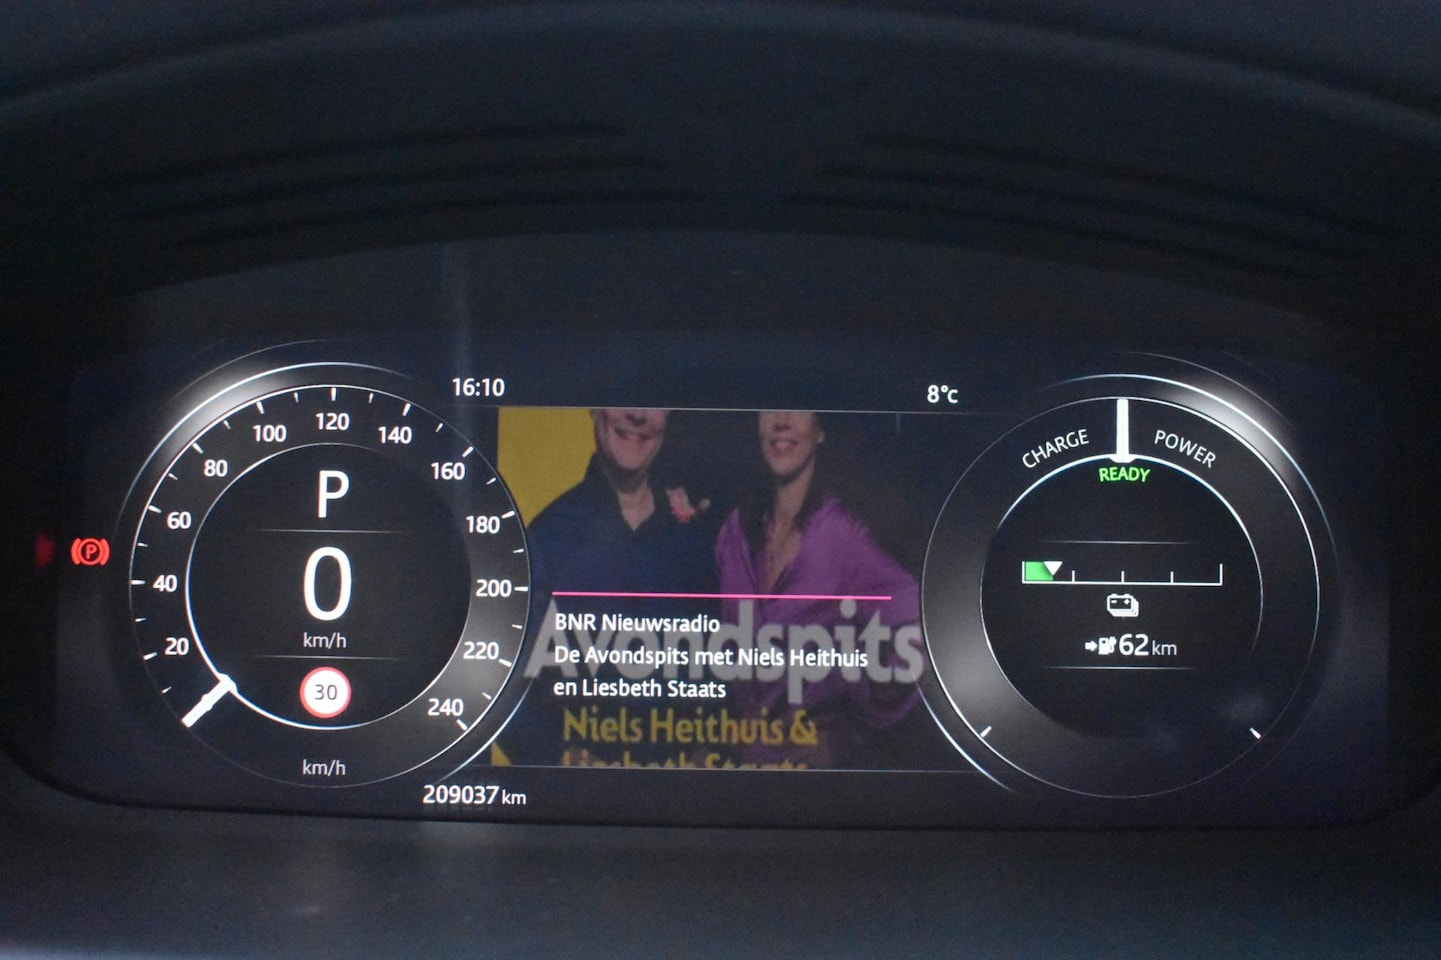 16:10
8°c
120
100
140
80
160
60
180
40
200
20
220
240
P
0
km/h
30
km/h
209037 km
(P)
Avondspits
BNR Nieuwsradio
De Avondspits met Niels Heithuis
en Liesbeth Staats
Niels Heithuis &
Liesbeth Staats
CHARGE
POWER
READY
62 km